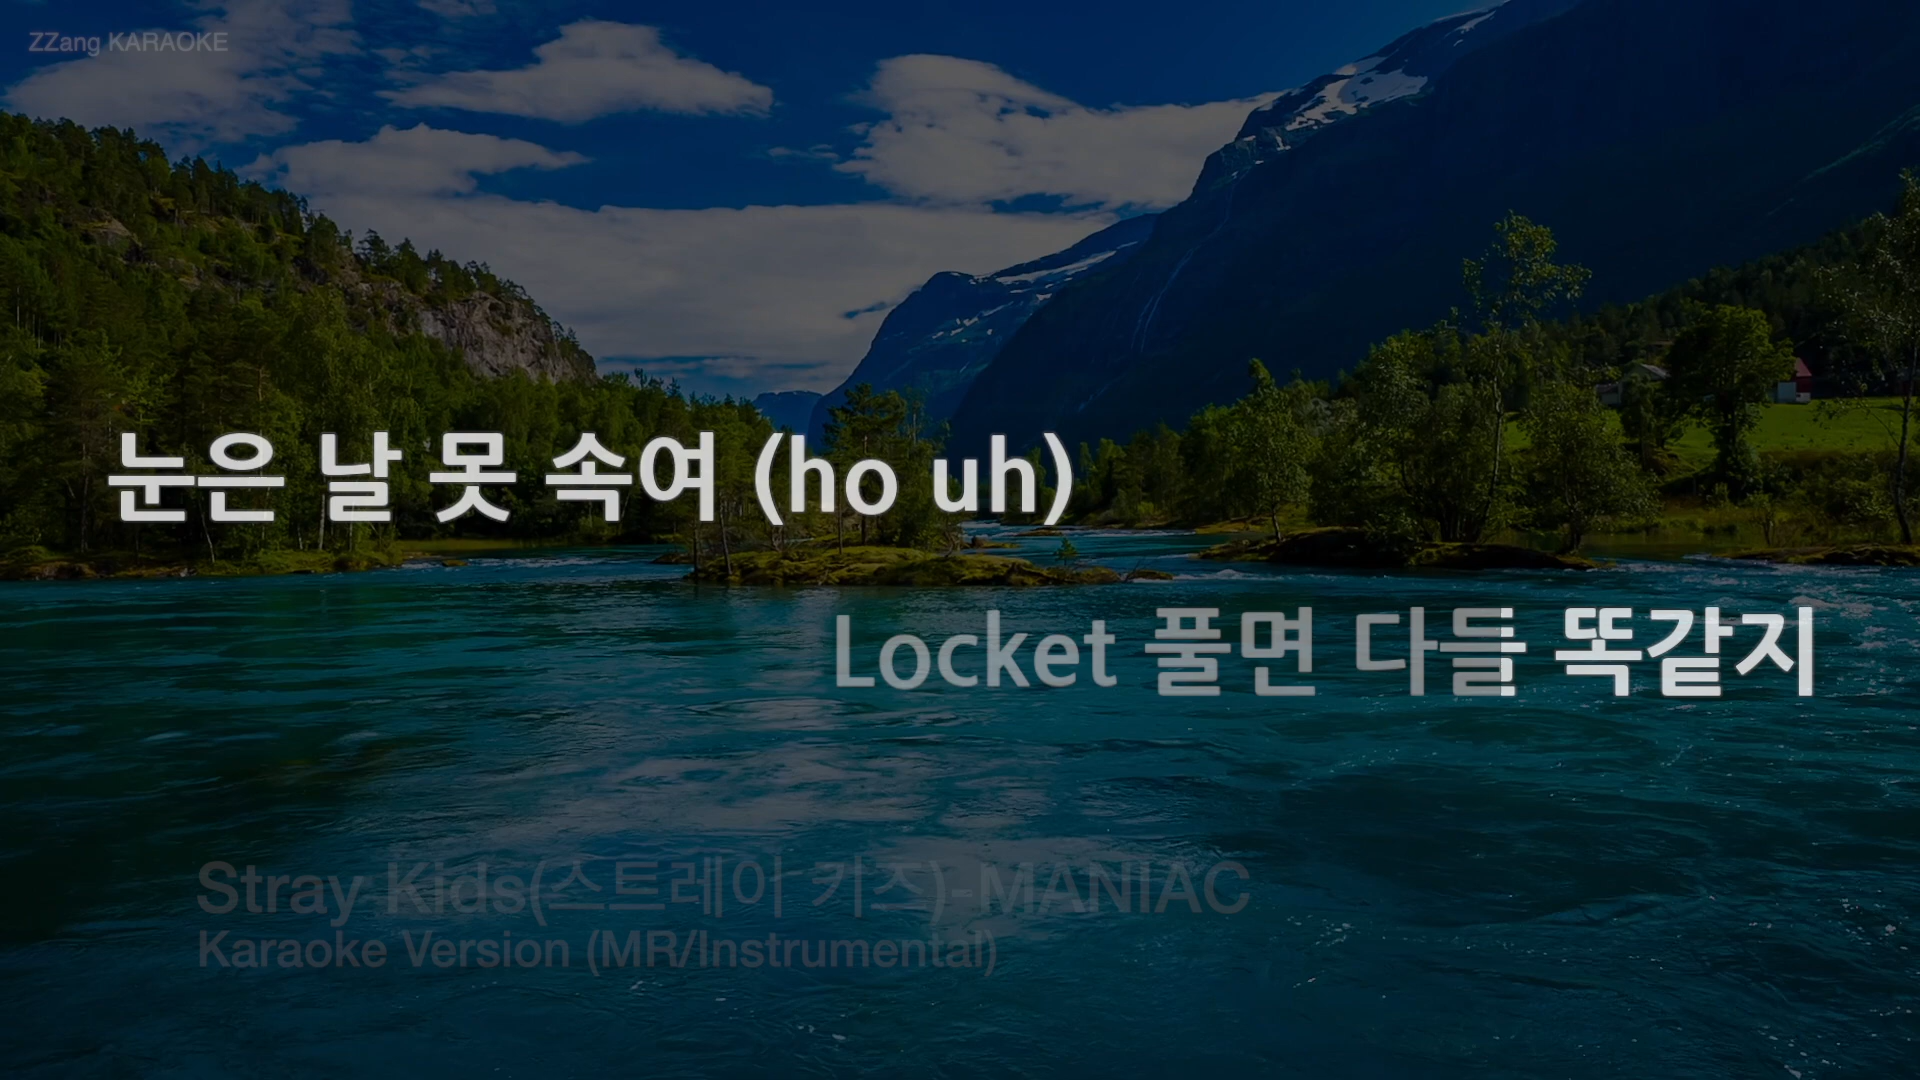 ZZang KARAOKE
눈은 날 못 속여 (ho uh)
Locket 풀면 다들 똑같지
Stray Kids(스트레이 키즈)-MANIAC
Karaoke Version (MR/Instrumental)